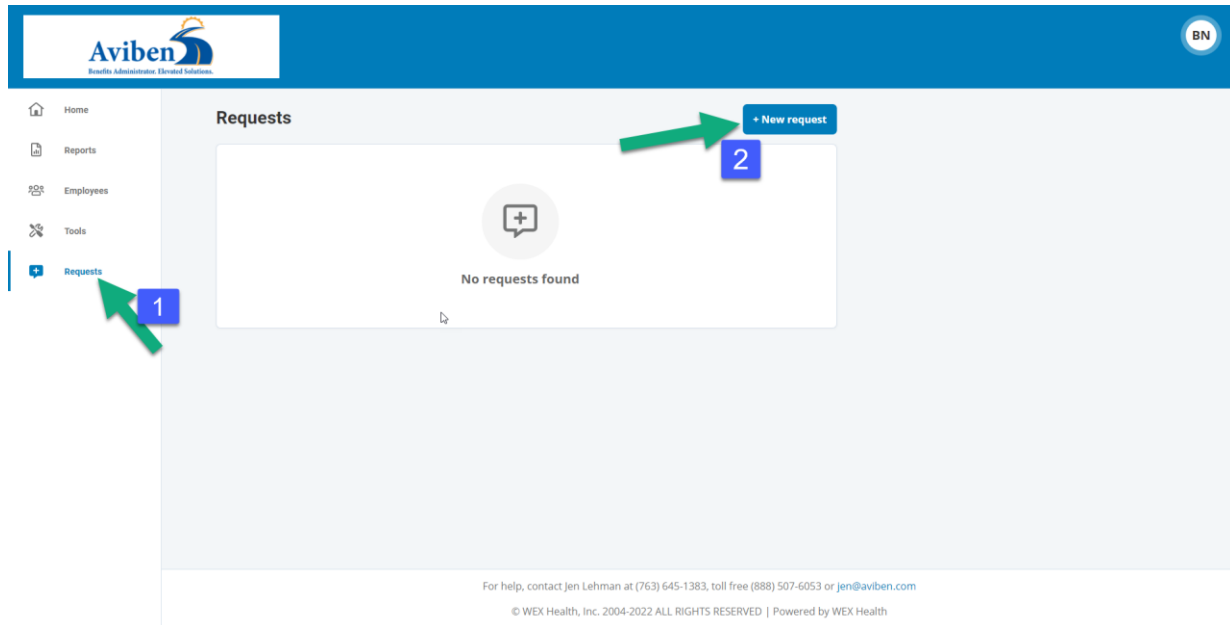 Aviben
Benefits Administrator. Elevated Solutions.
BN
Home
Reports
Employees
Tools
Requests
1
Requests
+ New request
2
No requests found
For help, contact Jen Lehman at (763) 645-1383, toll free (888) 507-6053 or jen@aviben.com
© WEX Health, Inc. 2004-2022 ALL RIGHTS RESERVED | Powered by WEX Health